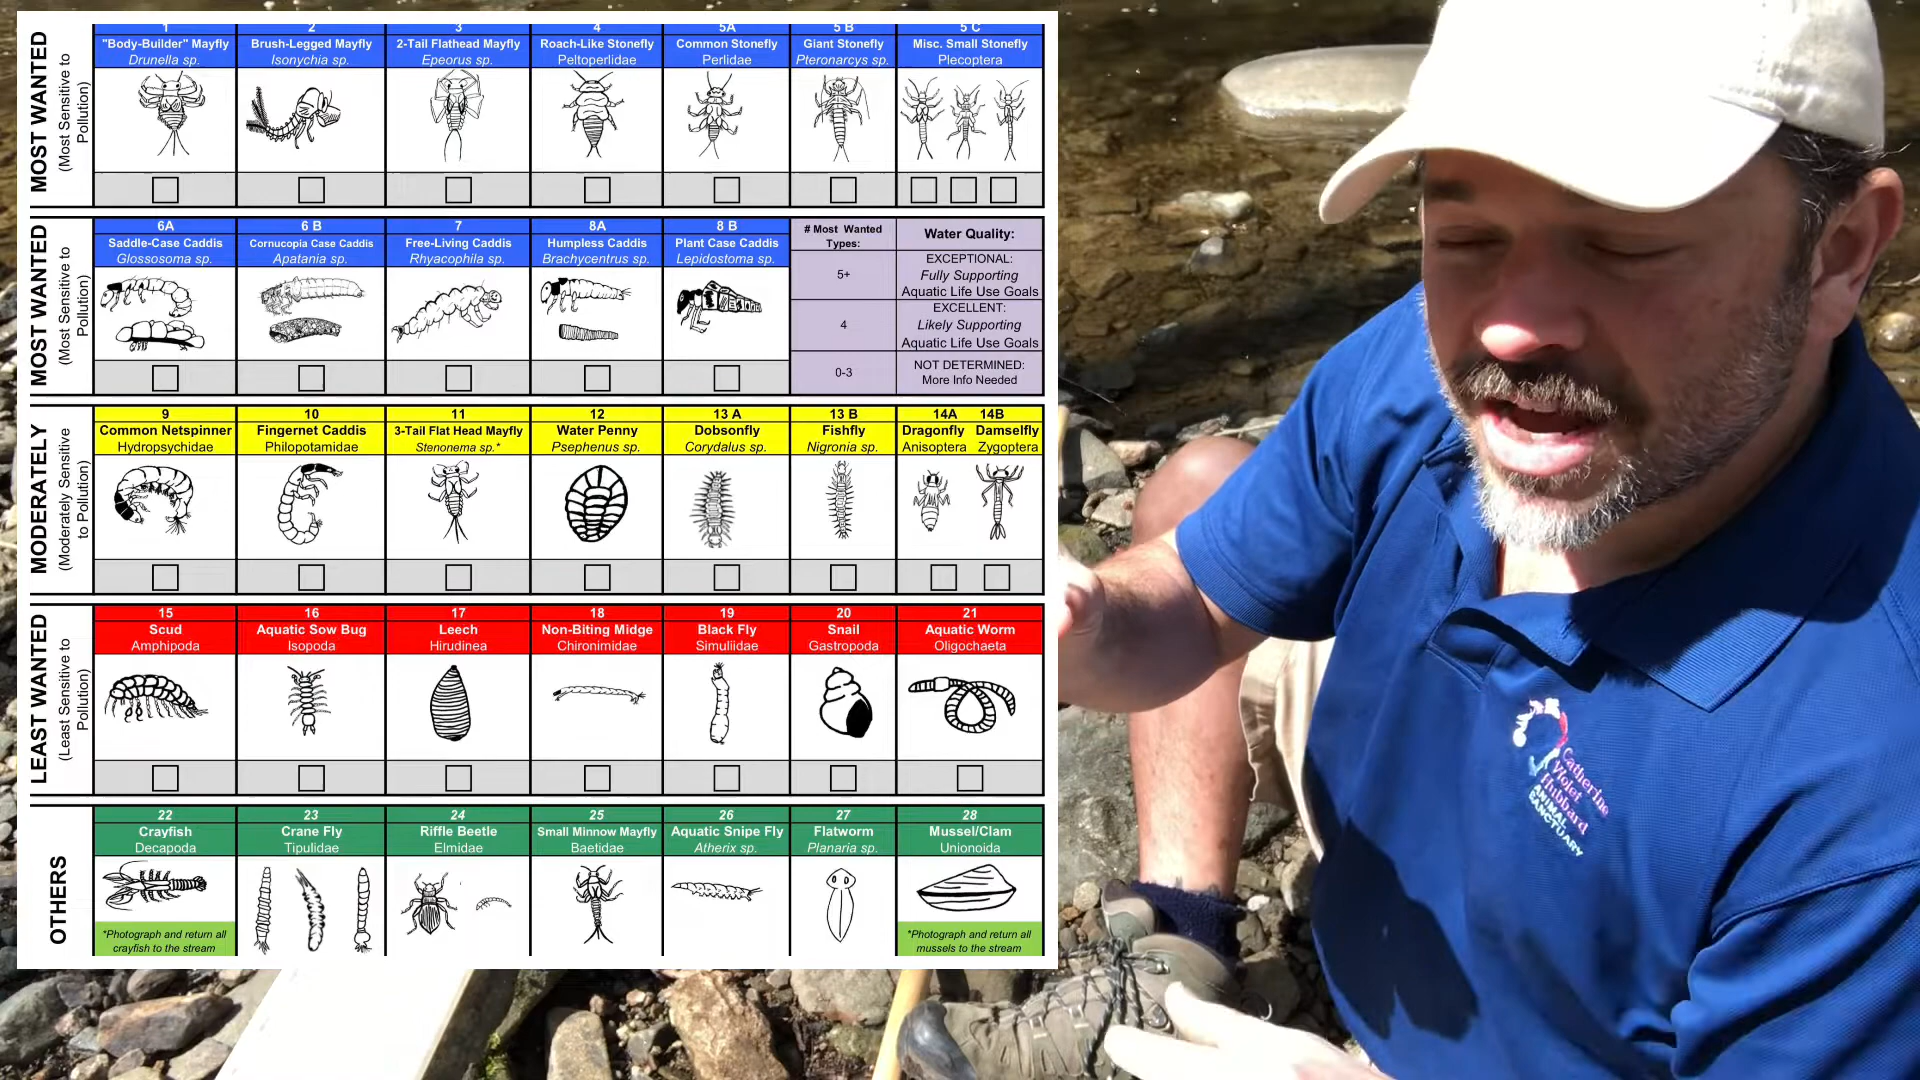 MOST WANTED
(Most Sensitive to
Pollution)
1
"Body-Builder" Mayfly
Drunella sp.
2
Brush-Legged Mayfly
Isonychia sp.
3
2-Tail Flathead Mayfly
Epeorus sp.
4
Roach-Like Stonefly
Peltoperlidae
5A
Common Stonefly
Perlidae
5 B
Giant Stonefly
Pteronarcys sp.
5 C
Misc. Small Stonefly
Plecoptera
MOST WANTED
(Most Sensitive to
Pollution)
6A
Saddle-Case Caddis
Glossosoma sp.
6 B
Cornucopia Case Caddis
Apatania sp.
7
Free-Living Caddis
Rhyacophila sp.
8A
Humpless Caddis
Brachycentrus sp.
8 B
Plant Case Caddis
Lepidostoma sp.
# Most Wanted
Types:
Water Quality:
5+
EXCEPTIONAL:
Fully Supporting
Aquatic Life Use Goals
4
EXCELLENT:
Likely Supporting
Aquatic Life Use Goals
0-3
NOT DETERMINED:
More Info Needed
MODERATELY
(Moderately Sensitive
to Pollution)
9
Common Netspinner
Hydropsychidae
10
Fingernet Caddis
Philopotamidae
11
3-Tail Flat Head Mayfly
Stenonema sp.*
12
Water Penny
Psephenus sp.
13 A
Dobsonfly
Corydalus sp.
13 B
Fishfly
Nigronia sp.
14A
Dragonfly
Anisoptera
14B
Damselfly
Zygoptera
LEAST WANTED
(Least Sensitive to
Pollution)
15
Scud
Amphipoda
16
Aquatic Sow Bug
Isopoda
17
Leech
Hirudinea
18
Non-Biting Midge
Chironimidae
19
Black Fly
Simuliidae
20
Snail
Gastropoda
21
Aquatic Worm
Oligochaeta
OTHERS
22
Crayfish
Decapoda
*Photograph and return all
crayfish to the stream
23
Crane Fly
Tipulidae
24
Riffle Beetle
Elmidae
25
Small Minnow Mayfly
Baetidae
26
Aquatic Snipe Fly
Atherix sp.
27
Flatworm
Planaria sp.
28
Mussel/Clam
Unionoida
*Photograph and return all
mussels to the stream
Catherine
Violet
Hubbard
ANIMAL
SANCTUARY